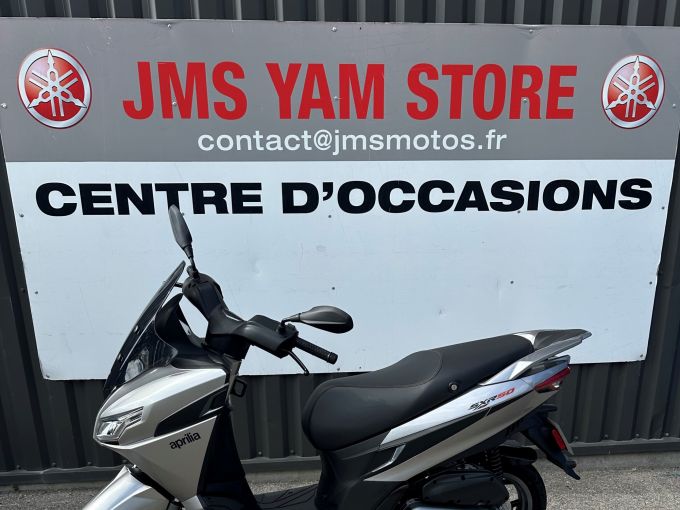 JMS YAM STORE
contact@jmsmotos.fr
CENTRE D'OCCASIONS
SXR50
aprilia